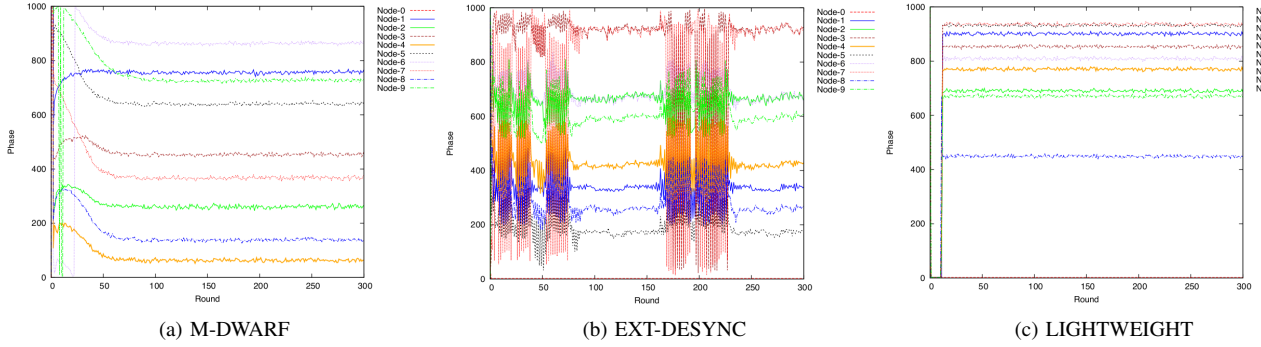 1000
800
600
400
200
0
Phase
0 50 100 150 200 250 300
Round
Node-0
Node-1
Node-2
Node-3
Node-4
Node-5
Node-6
Node-7
Node-8
Node-9
(a) M-DWARF
1000
800
600
400
200
0
Phase
0 50 100 150 200 250 300
Round
Node-0
Node-1
Node-2
Node-3
Node-4
Node-5
Node-6
Node-7
Node-8
Node-9
(b) EXT-DESYNC
1000
800
600
400
200
0
Phase
0 50 100 150 200 250 300
Round
N
N
N
N
N
N
N
N
N
N
(c) LIGHTWEIGHT